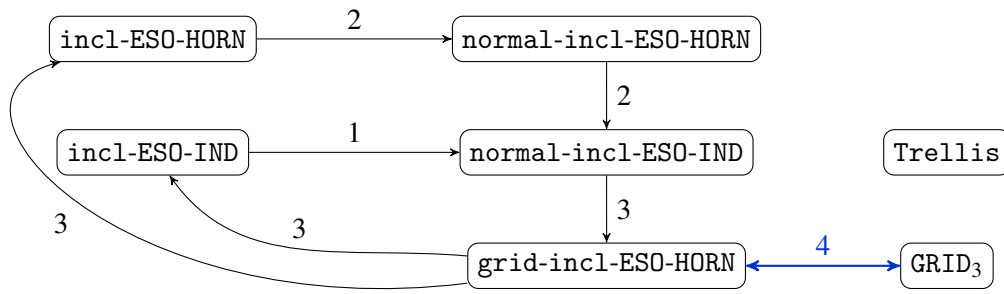 incl-ESO-HORN 2 normal-incl-ESO-HORN
2
incl-ESO-IND 1 normal-incl-ESO-IND Trellis
3 3 3
grid-incl-ESO-HORN 4 GRID₃